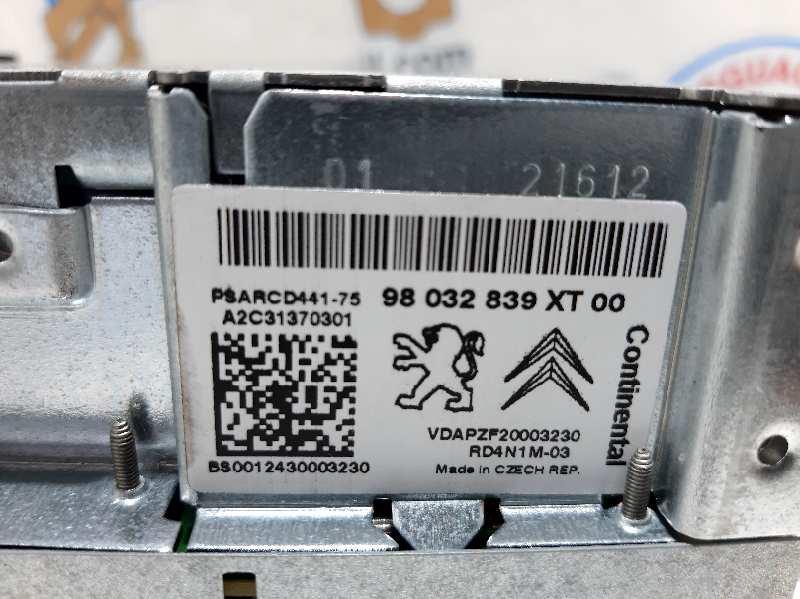 .com
01 21612
PSARCD441-75 98 032 839 XT 00
A2C31370301
Continental
VDAPZF20003230
RD4N1M-03
BS0012430003230
Made in CZECH REP.